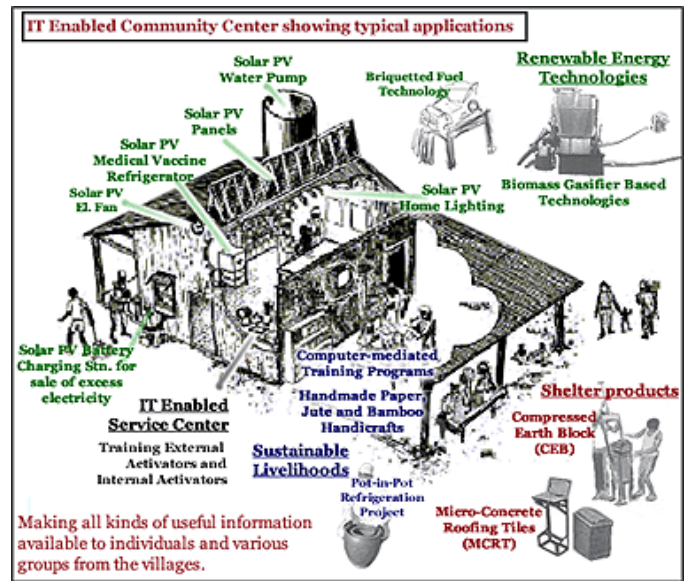 IT Enabled Community Center showing typical applications
Solar PV
Water Pump
Briquetted Fuel
Technology
Renewable Energy
Technologies
Solar PV
Panels
Solar PV
Medical Vaccine
Refrigerator
Solar PV
El. Fan
Solar PV
Home Lighting
Biomass Gasifier Based
Technologies
Solar PV Battery
Charging Stn. for
sale of excess
electricity
IT Enabled
Service Center
Training External
Activators and
Internal Activators
Computer-mediated
Training Programs
Handmade Paper,
Jute and Bamboo
Handicrafts
Sustainable
Livelihoods
Pot-in-Pot
Refrigeration
Project
Shelter products
Compressed
Earth Block
(CEB)
Micro-Concrete
Roofing Tiles
(MCRT)
Making all kinds of useful information
available to individuals and various
groups from the villages.